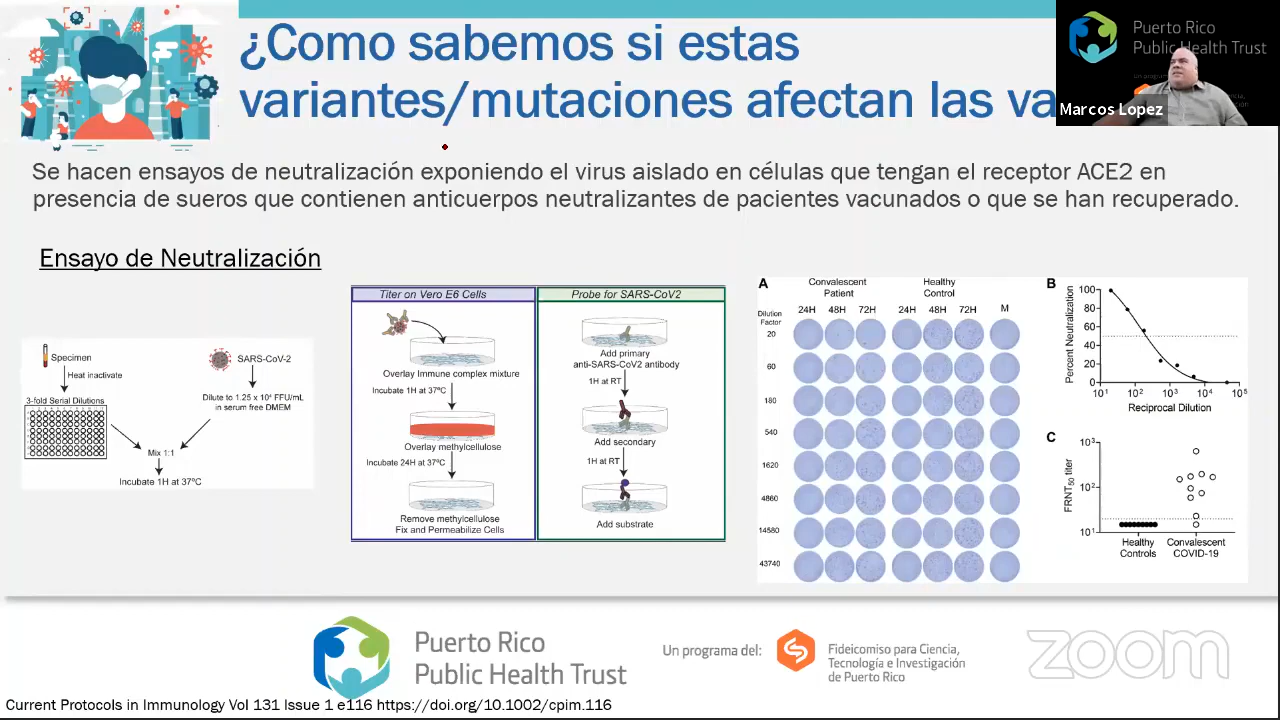 ¿Como sabemos si estas
variantes/mutaciones afectan las va
Puerto Rico
Public Health Trust
Marcos Lopez
Se hacen ensayos de neutralización exponiendo el virus aislado en células que tengan el receptor ACE2 en
presencia de sueros que contienen anticuerpos neutralizantes de pacientes vacunados o que se han recuperado.
Ensayo de Neutralización
Specimen
Heat inactivate
3-fold Serial Dilutions
SARS-CoV-2
Dilute to 1.25 x 10⁴ FFU/mL
in serum free DMEM
Mix 1:1
Incubate 1H at 37ºC
Titer on Vero E6 Cells
Overlay Immune complex mixture
Incubate 1H at 37ºC
Overlay methylcellulose
Incubate 24H at 37ºC
Remove methylcellulose
Fix and Permeabilize Cells
Probe for SARS-CoV2
Add primary
anti-SARS-CoV2 antibody
1H at RT
Add secondary
1H at RT
Add substrate
A
Convalescent
Patient
Healthy
Control
Dilution
Factor
24H 48H 72H 24H 48H 72H M
20
60
180
540
1620
4860
14580
43740
B
Percent Neutralization
100
80
60
40
20
0
10¹ 10² 10³ 10⁴ 10⁵
Reciprocal Dilution
C
FRNT₅₀ titer
10³
10²
10¹
Healthy
Controls
Convalescent
COVID-19
Puerto Rico
Public Health Trust
Un programa del:
Fideicomiso para Ciencia,
Tecnología e Investigación
de Puerto Rico
zoom
Current Protocols in Immunology Vol 131 Issue 1 e116 https://doi.org/10.1002/cpim.116